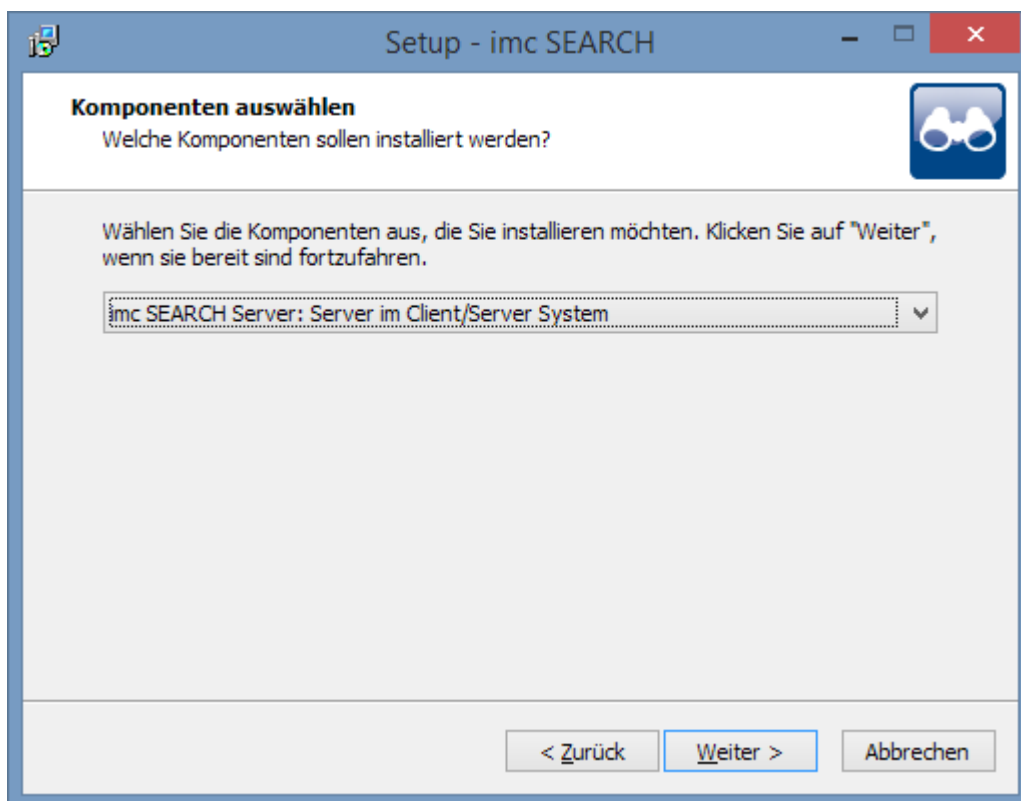 Setup - imc SEARCH
Komponenten auswählen
Welche Komponenten sollen installiert werden?
Wählen Sie die Komponenten aus, die Sie installieren möchten. Klicken Sie auf "Weiter",
wenn sie bereit sind fortzufahren.
imc SEARCH Server: Server im Client/Server System
< Zurück
Weiter >
Abbrechen